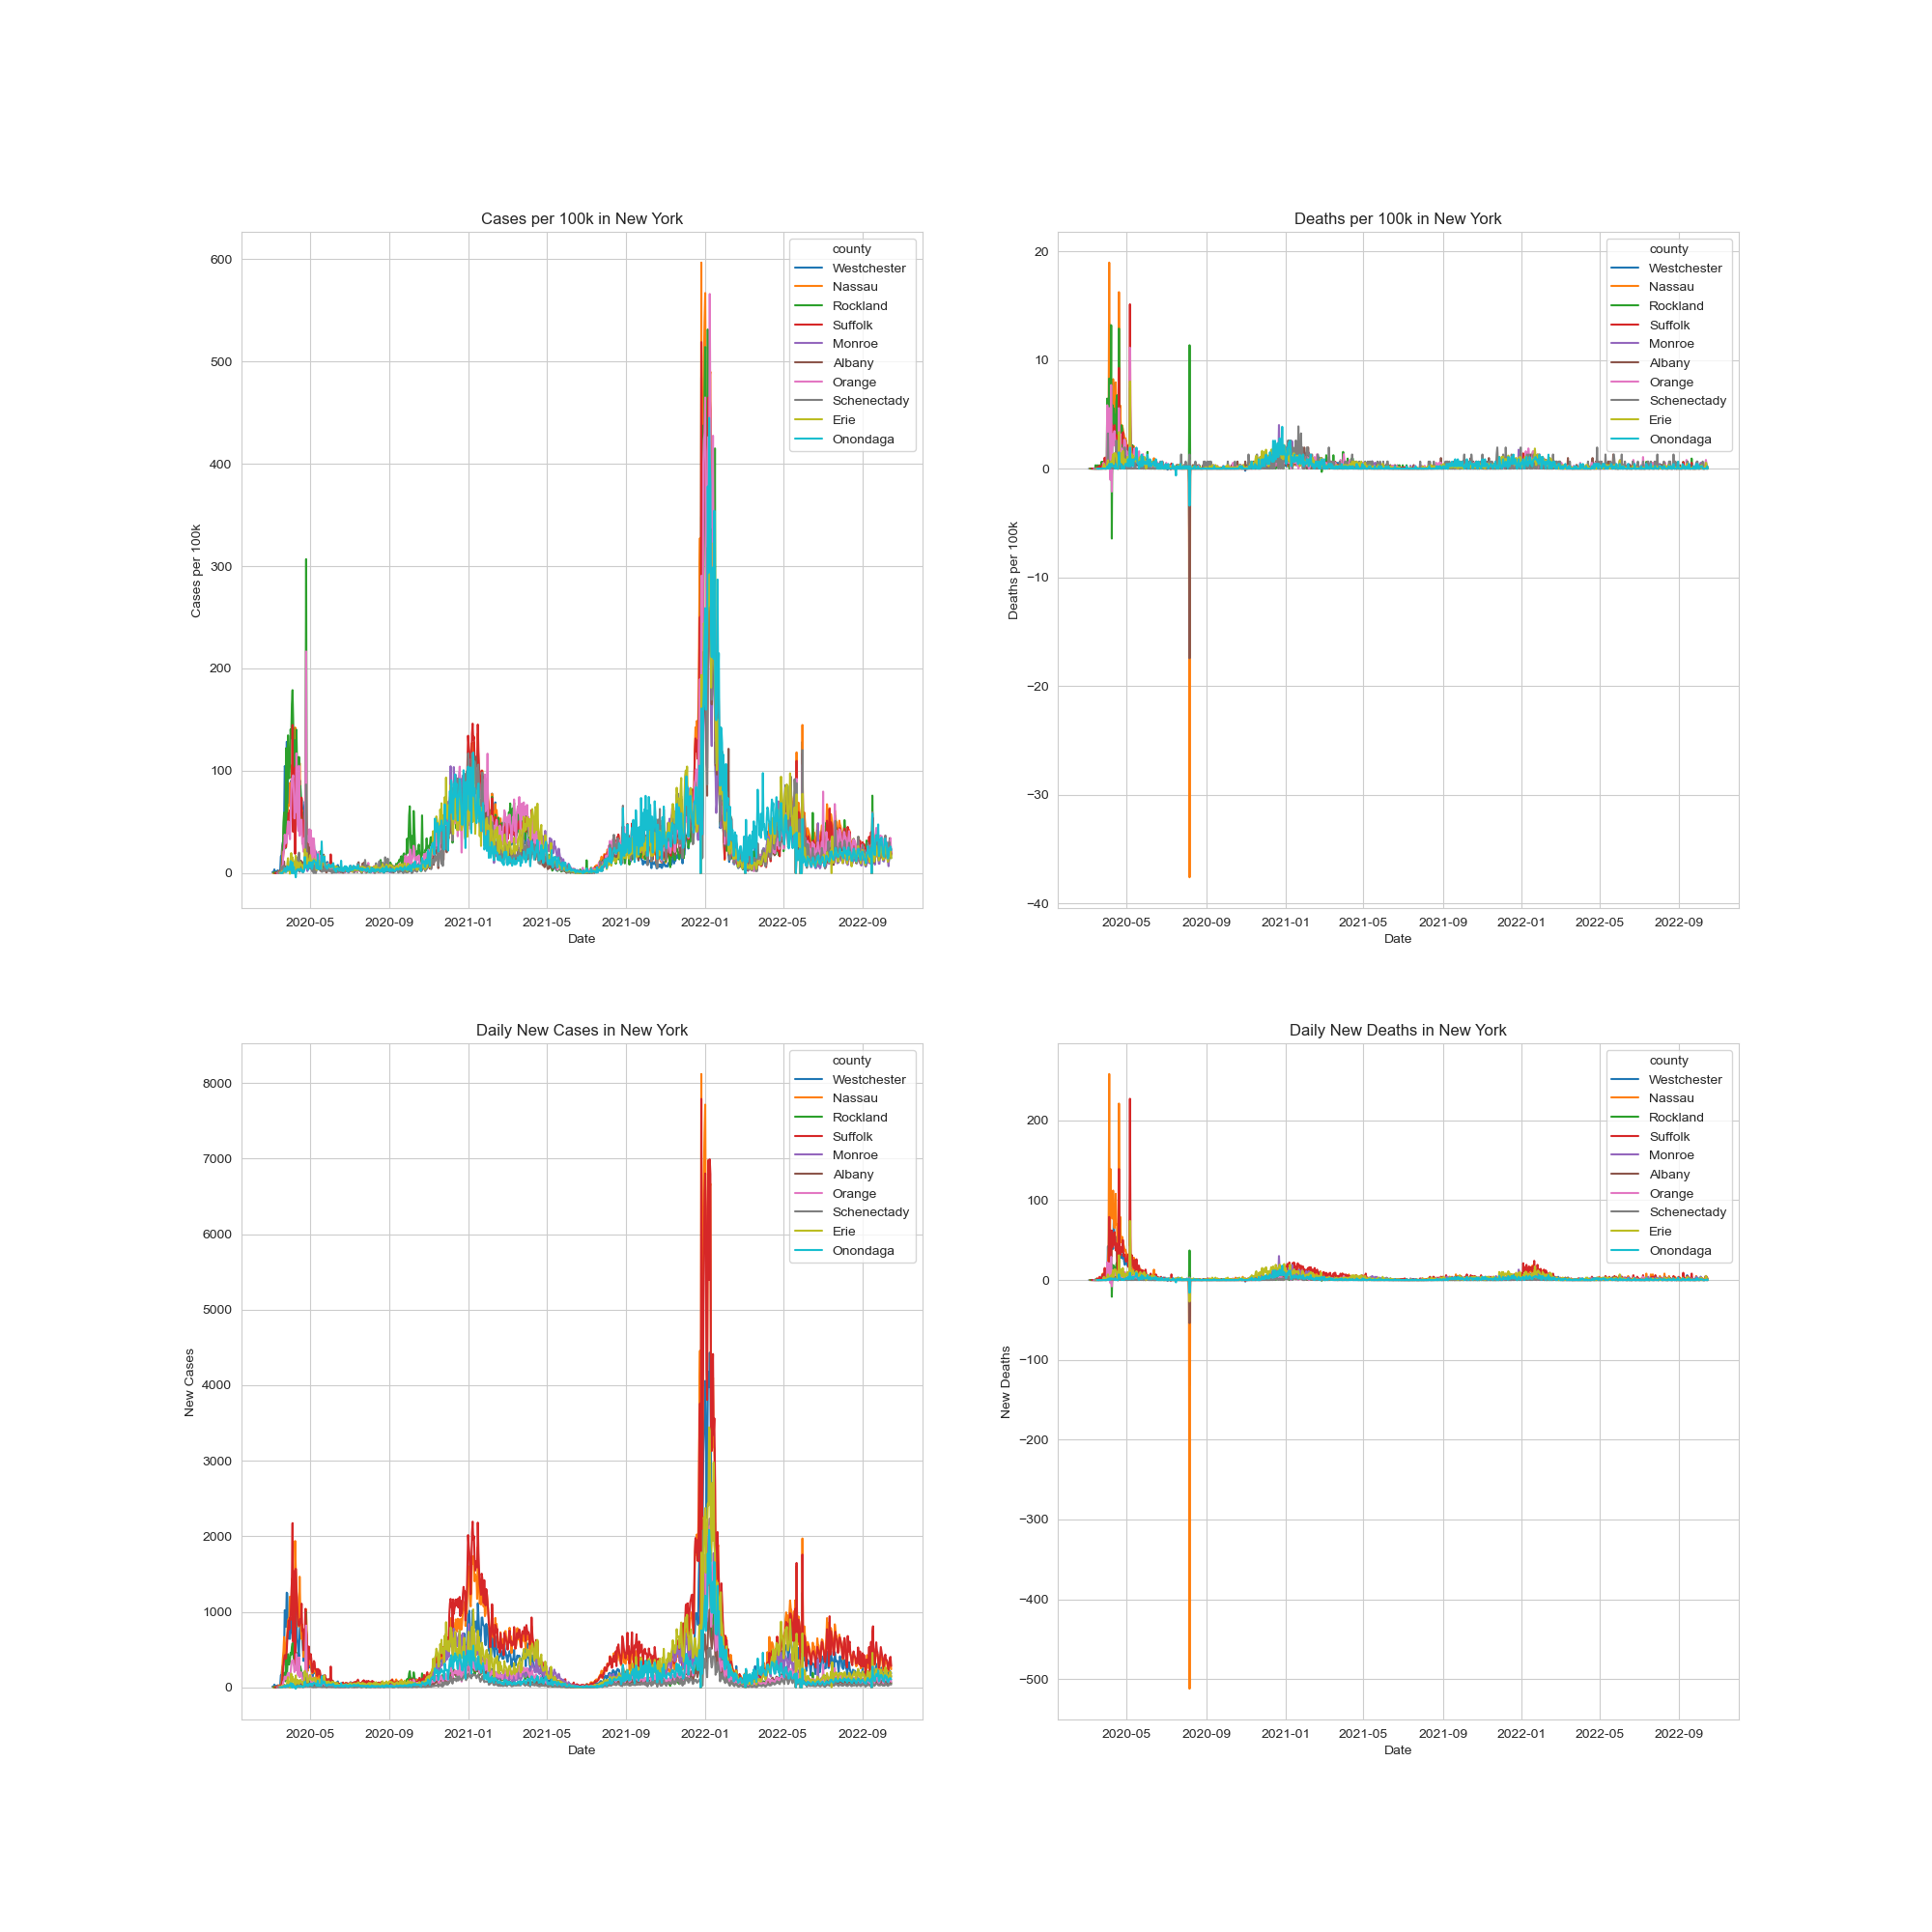 Cases per 100k in New York
Cases per 100k
600
500
400
300
200
100
0
2020-05 2020-09 2021-01 2021-05 2021-09 2022-01 2022-05 2022-09
Date
county
Westchester
Nassau
Rockland
Suffolk
Monroe
Albany
Orange
Schenectady
Erie
Onondaga
Deaths per 100k in New York
Deaths per 100k
20
10
0
−10
−20
−30
−40
2020-05 2020-09 2021-01 2021-05 2021-09 2022-01 2022-05 2022-09
Date
county
Westchester
Nassau
Rockland
Suffolk
Monroe
Albany
Orange
Schenectady
Erie
Onondaga
Daily New Cases in New York
New Cases
8000
7000
6000
5000
4000
3000
2000
1000
0
2020-05 2020-09 2021-01 2021-05 2021-09 2022-01 2022-05 2022-09
Date
county
Westchester
Nassau
Rockland
Suffolk
Monroe
Albany
Orange
Schenectady
Erie
Onondaga
Daily New Deaths in New York
New Deaths
200
100
0
−100
−200
−300
−400
−500
2020-05 2020-09 2021-01 2021-05 2021-09 2022-01 2022-05 2022-09
Date
county
Westchester
Nassau
Rockland
Suffolk
Monroe
Albany
Orange
Schenectady
Erie
Onondaga